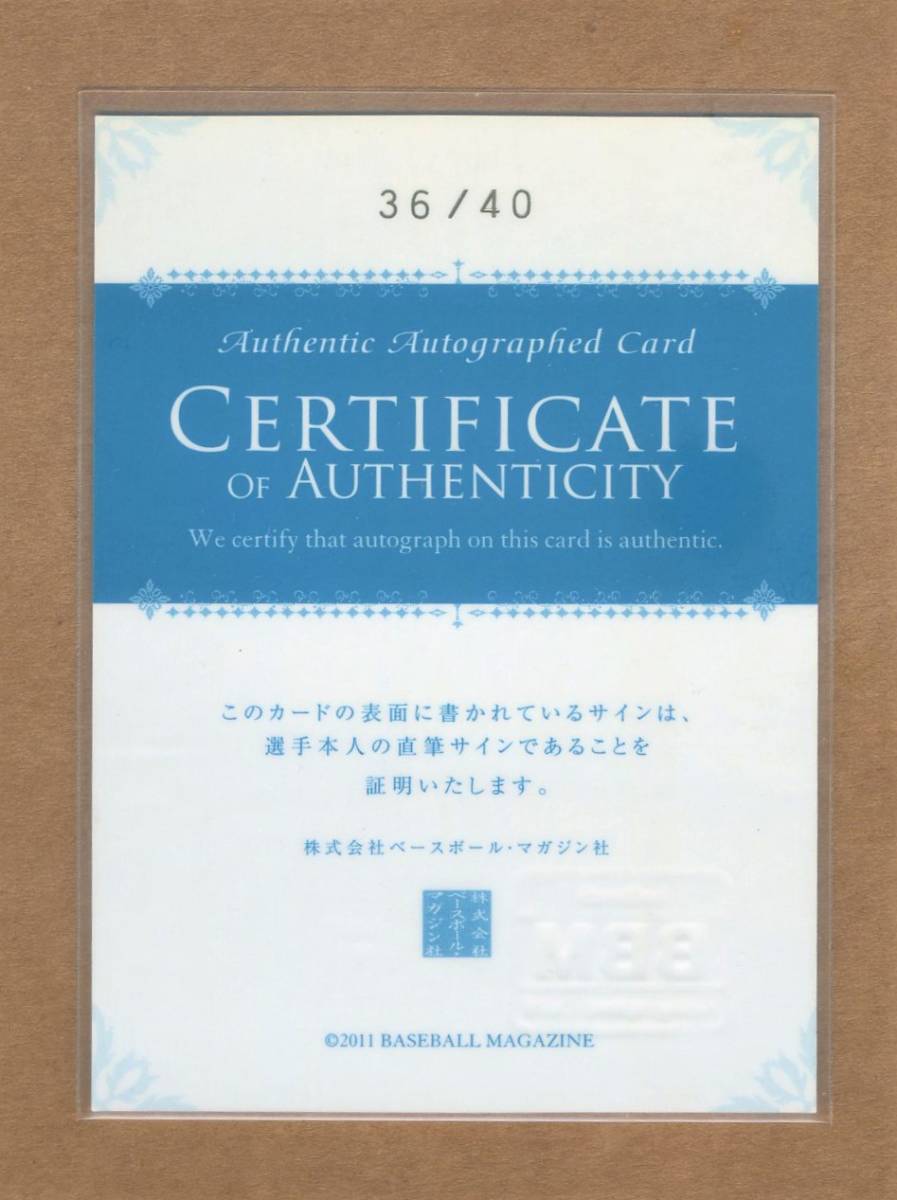 36/40
Authentic Autographed Card
CERTIFICATE
OF AUTHENTICITY
We certify that autograph on this card is authentic.
このカードの表面に書かれているサインは、
選手本人の直筆サインであることを
証明いたします。
株式会社ベースボール・マガジン社
株式会社
ベースボール・
マガジン社
BBM
©2011 BASEBALL MAGAZINE